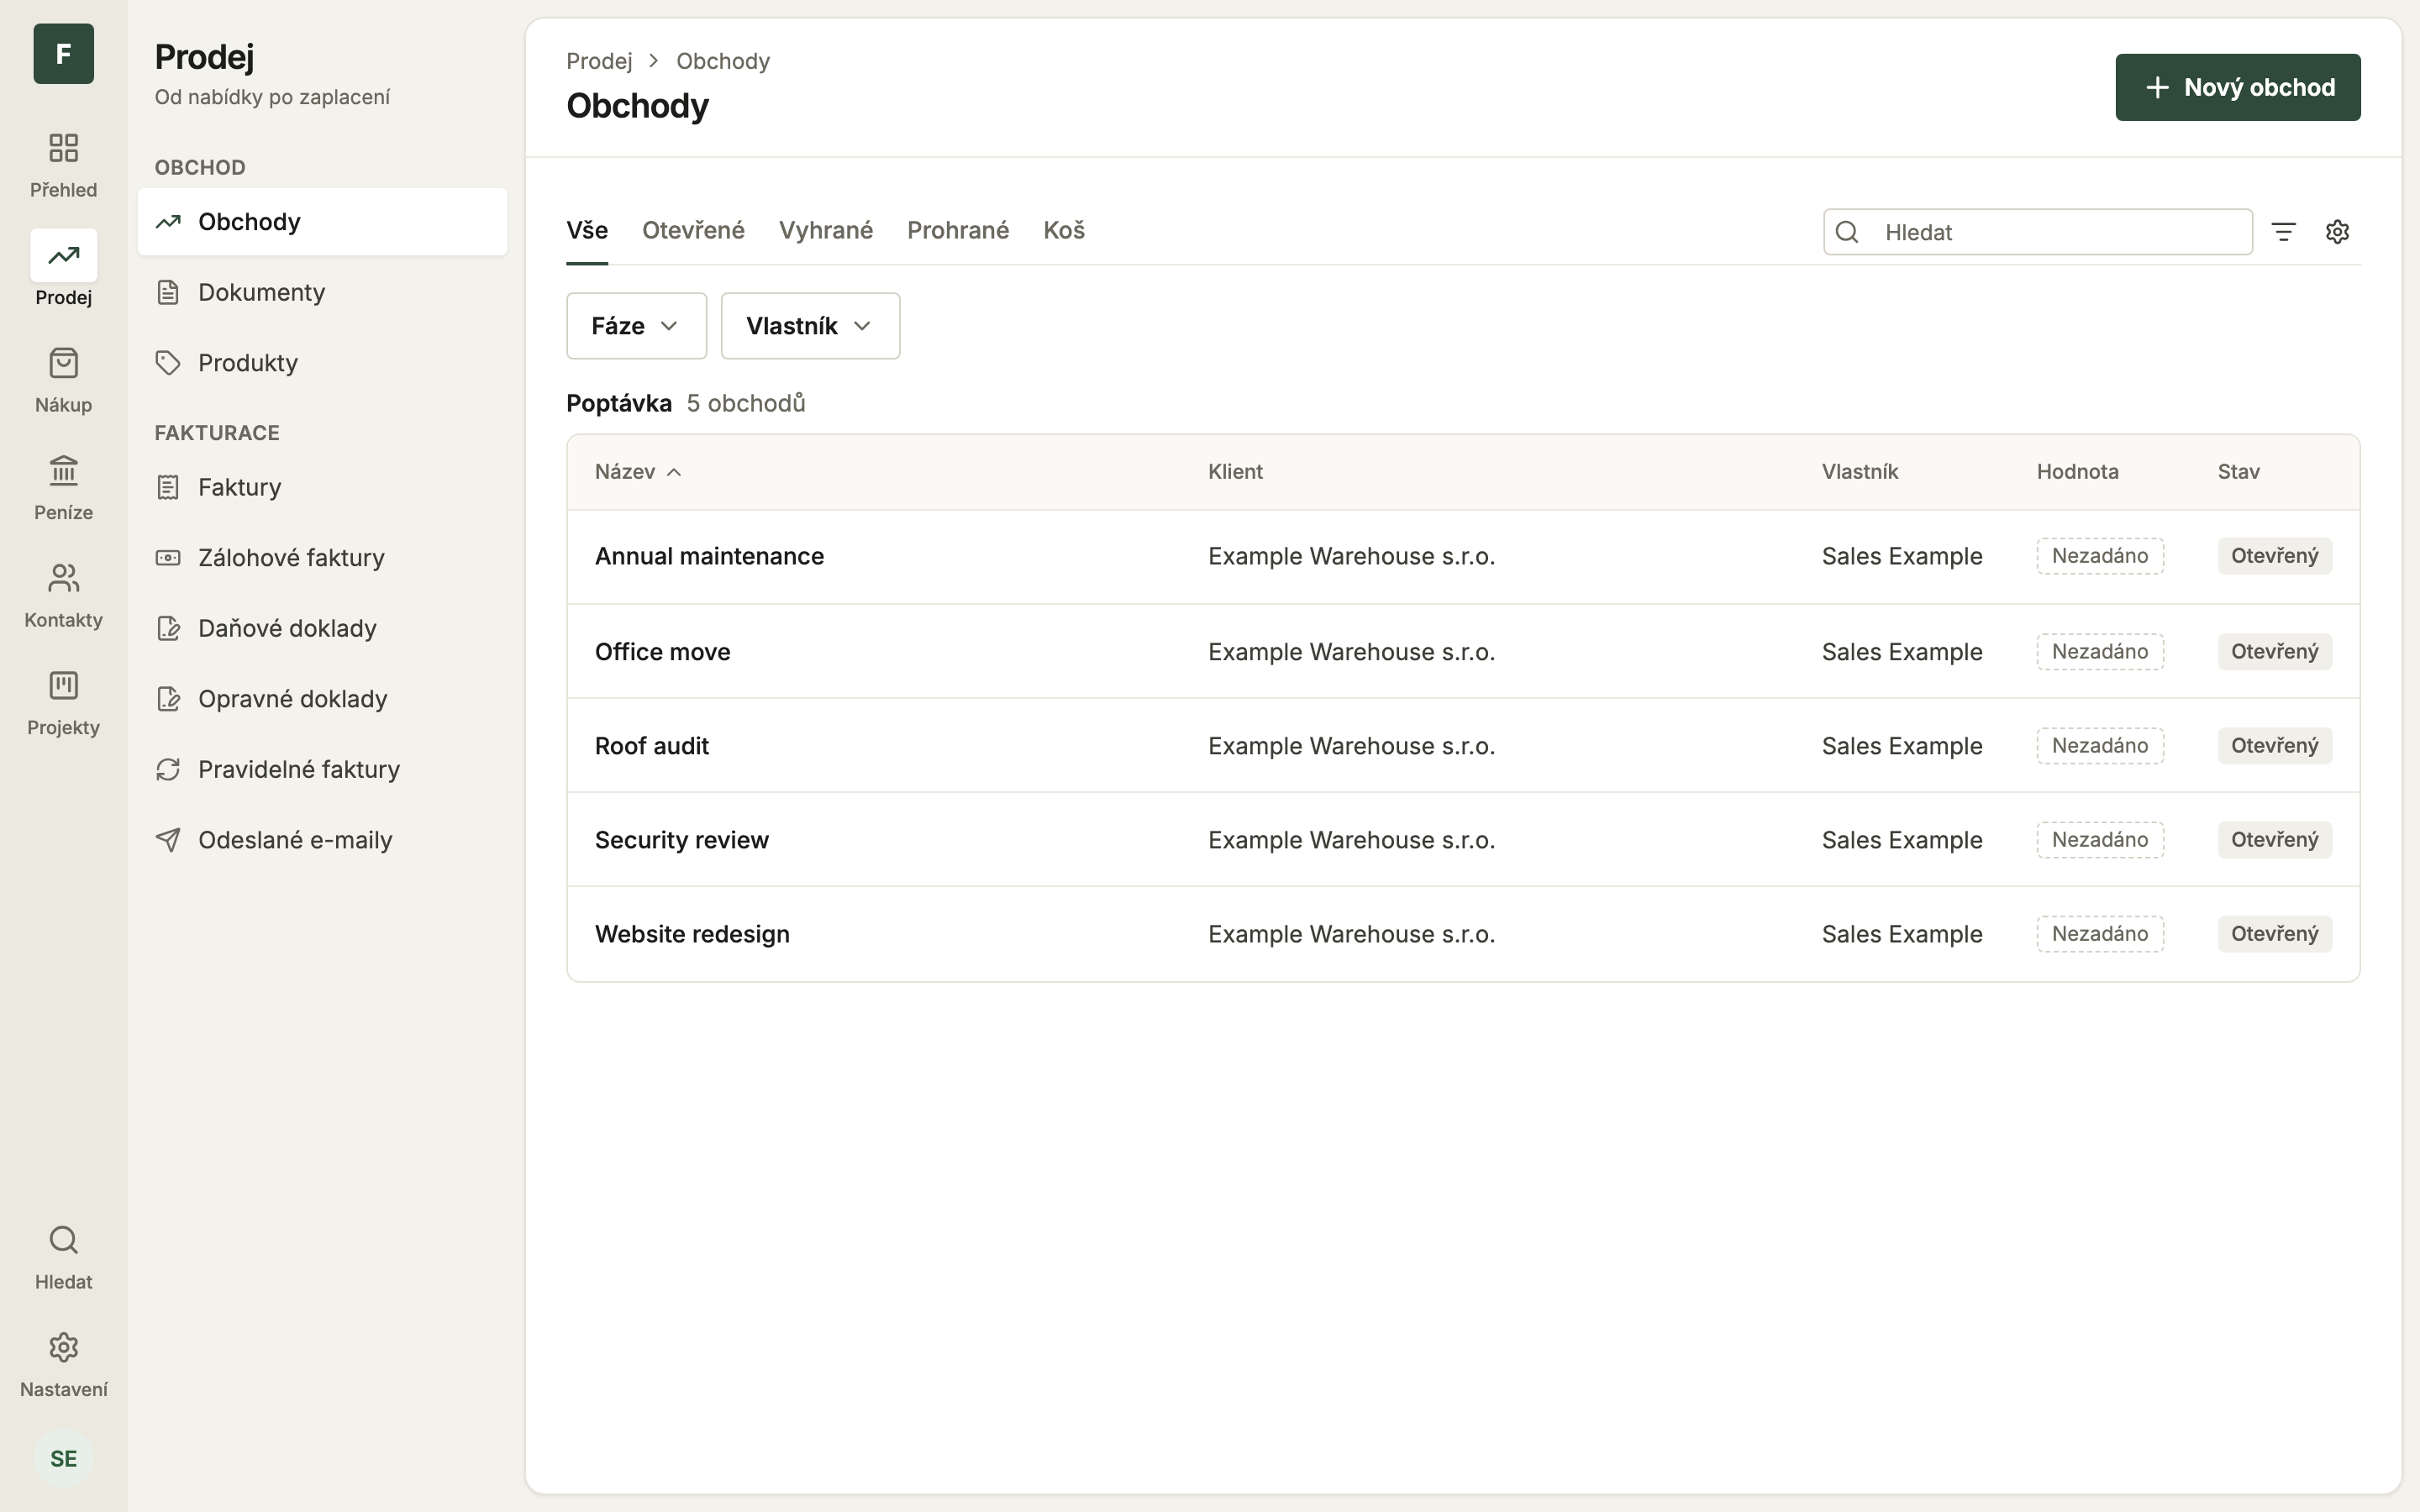 F
Přehled
Prodej
Nákup
Peníze
Kontakty
Projekty
Hledat
Nastavení
SE
Prodej
Od nabídky po zaplacení
OBCHOD
Obchody
Dokumenty
Produkty
FAKTURACE
Faktury
Zálohové faktury
Daňové doklady
Opravné doklady
Pravidelné faktury
Odeslané e-maily
Prodej > Obchody
Obchody
Nový obchod
Vše Otevřené Vyhrané Prohrané Koš
Hledat
Fáze Vlastník
Poptávka 5 obchodů
Název Klient Vlastník Hodnota Stav
Annual maintenance Example Warehouse s.r.o. Sales Example Nezadáno Otevřený
Office move Example Warehouse s.r.o. Sales Example Nezadáno Otevřený
Roof audit Example Warehouse s.r.o. Sales Example Nezadáno Otevřený
Security review Example Warehouse s.r.o. Sales Example Nezadáno Otevřený
Website redesign Example Warehouse s.r.o. Sales Example Nezadáno Otevřený